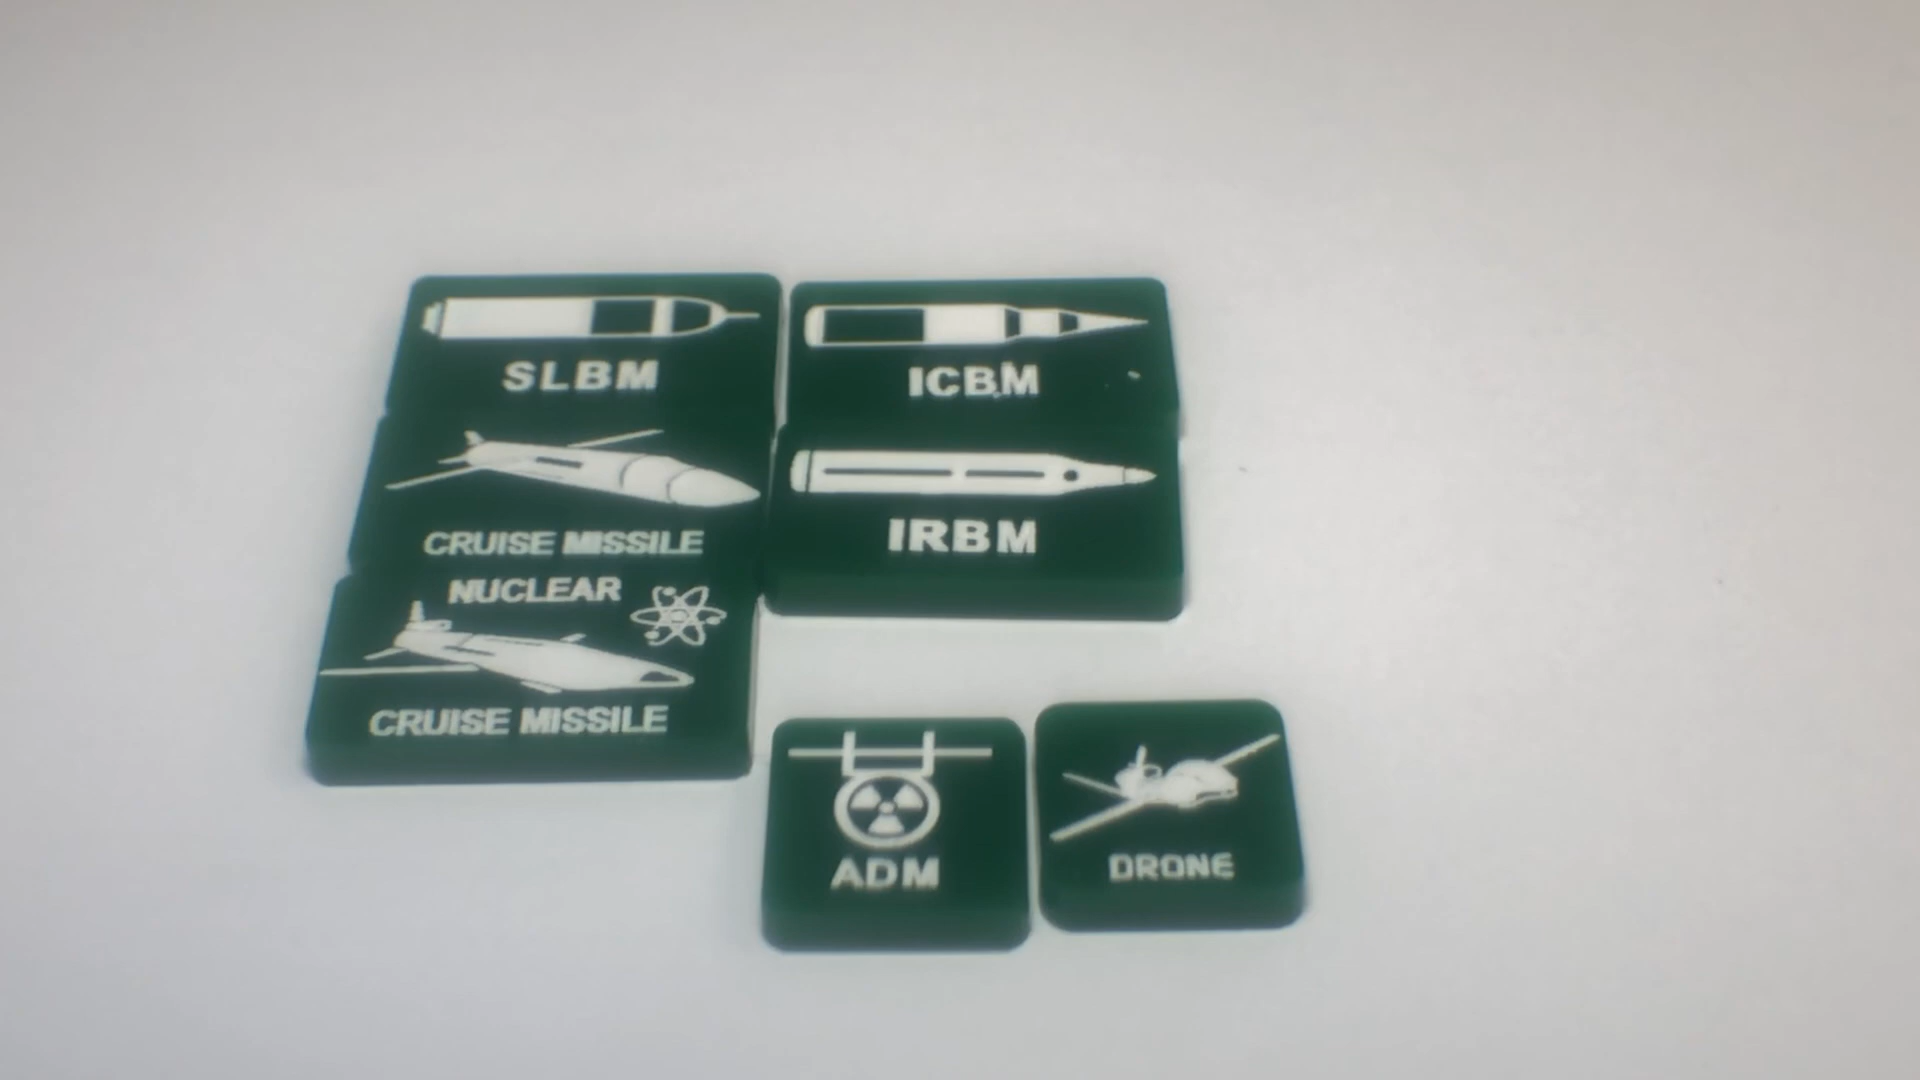 SLBM
ICBM
CRUISE MISSILE
IRBM
NUCLEAR
CRUISE MISSILE
ADM
DRONE